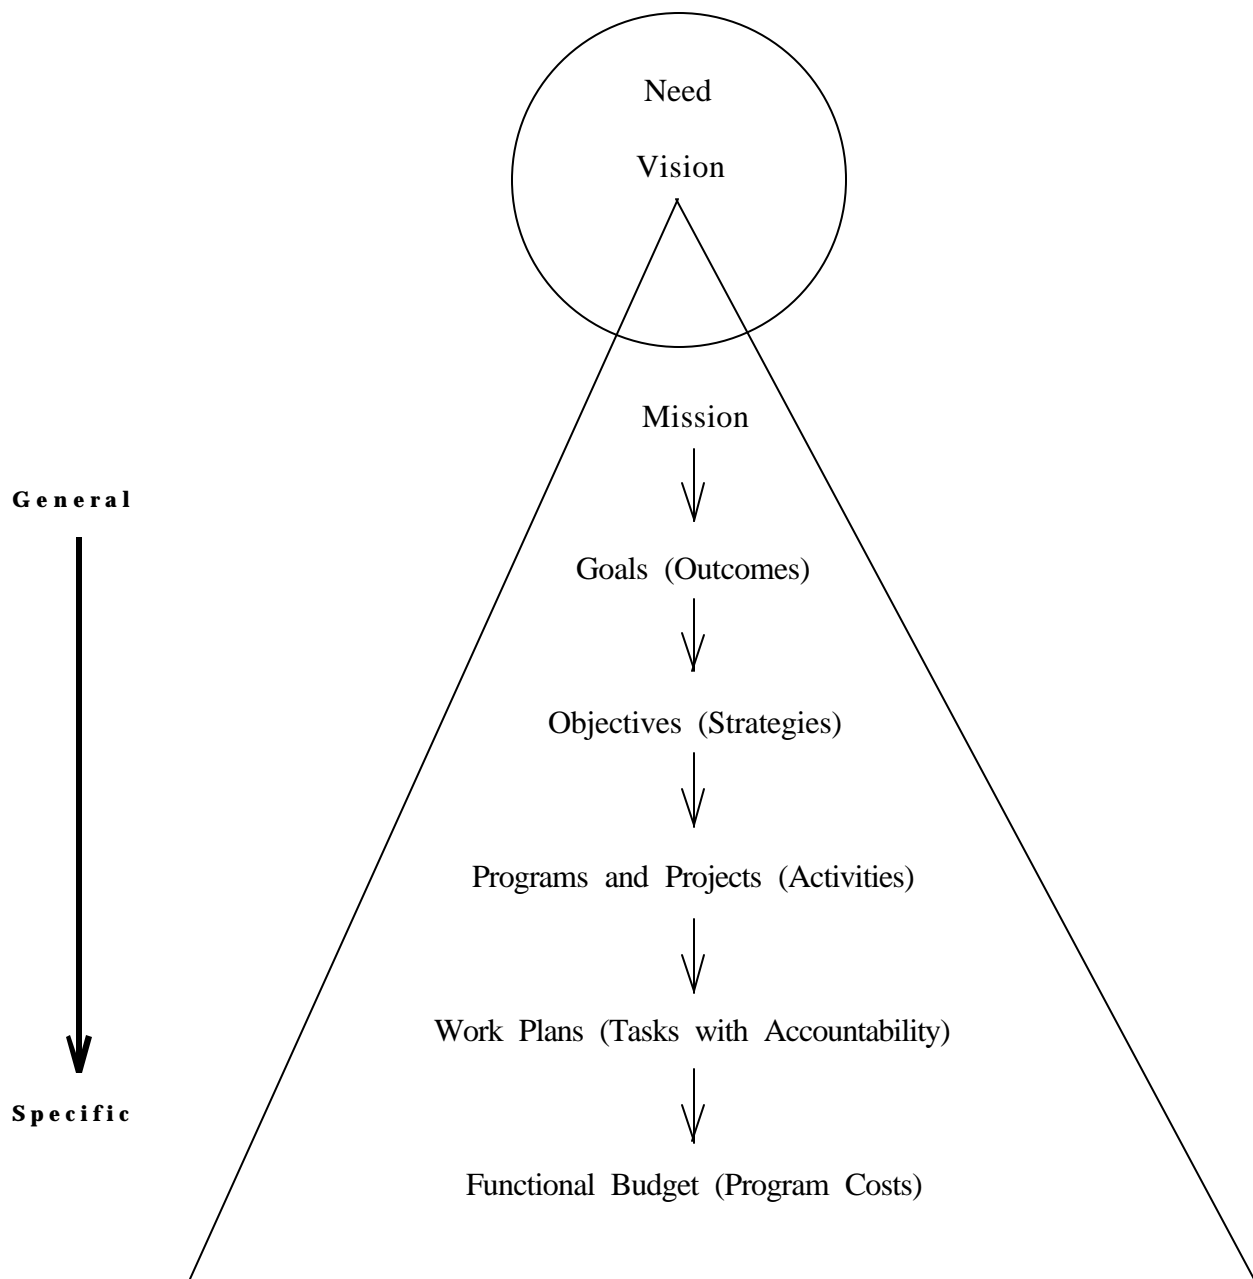 Need
Vision
Mission
General
Goals (Outcomes)
Objectives (Strategies)
Programs and Projects (Activities)
Work Plans (Tasks with Accountability)
Specific
Functional Budget (Program Costs)